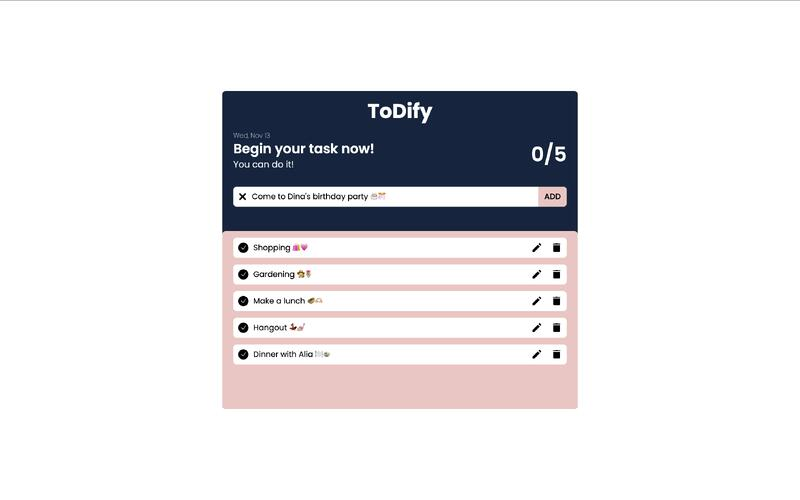 ToDify
Wed, Nov 13
Begin your task now!
You can do it!
0/5
Come to Dina's birthday party
ADD
Shopping
Gardening
Make a lunch
Hangout
Dinner with Alia